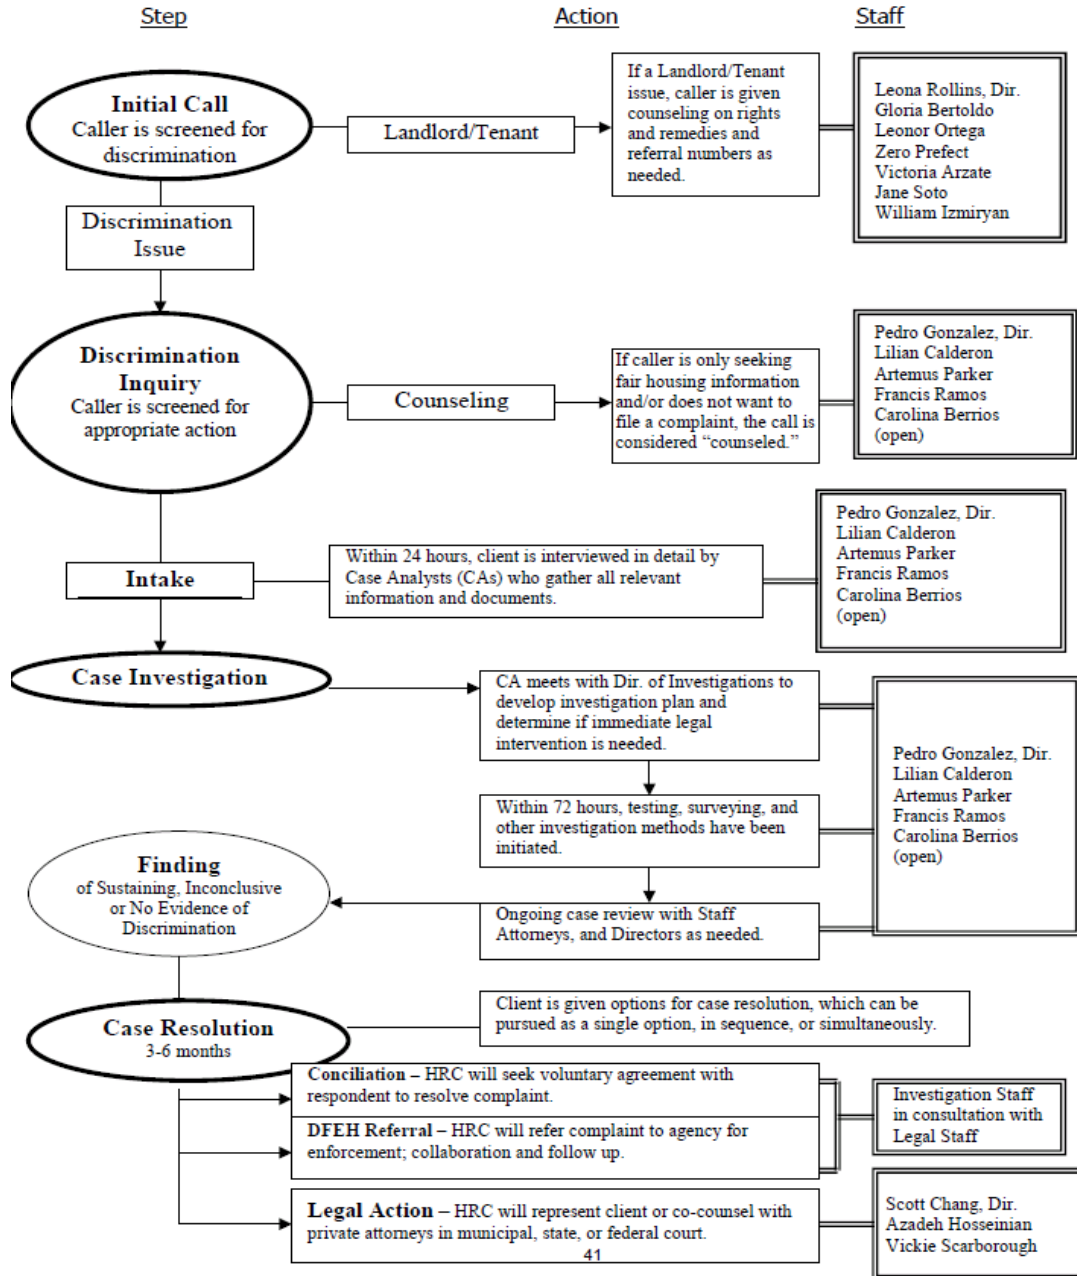 Step
Action
Staff
Initial Call
Caller is screened for
discrimination
Landlord/Tenant
If a Landlord/Tenant
issue, caller is given
counseling on rights
and remedies and
referral numbers as
needed.
Leona Rollins, Dir.
Gloria Bertoldo
Leonor Ortega
Zero Prefect
Victoria Arzate
Jane Soto
William Izmiryan
Discrimination
Issue
Discrimination
Inquiry
Caller is screened for
appropriate action
Counseling
If caller is only seeking
fair housing information
and/or does not want to
file a complaint, the call is
considered “counseled.”
Pedro Gonzalez, Dir.
Lilian Calderon
Artemus Parker
Francis Ramos
Carolina Berrios
(open)
Intake
Within 24 hours, client is interviewed in detail by
Case Analysts (CAs) who gather all relevant
information and documents.
Pedro Gonzalez, Dir.
Lilian Calderon
Artemus Parker
Francis Ramos
Carolina Berrios
(open)
Case Investigation
CA meets with Dir. of Investigations to
develop investigation plan and
determine if immediate legal
intervention is needed.
Within 72 hours, testing, surveying, and
other investigation methods have been
initiated.
Ongoing case review with Staff
Attorneys, and Directors as needed.
Pedro Gonzalez, Dir.
Lilian Calderon
Artemus Parker
Francis Ramos
Carolina Berrios
(open)
Finding
of Sustaining, Inconclusive
or No Evidence of
Discrimination
Case Resolution
3-6 months
Client is given options for case resolution, which can be
pursued as a single option, in sequence, or simultaneously.
Conciliation – HRC will seek voluntary agreement with
respondent to resolve complaint.
DFEH Referral – HRC will refer complaint to agency for
enforcement; collaboration and follow up.
Investigation Staff
in consultation with
Legal Staff
Legal Action – HRC will represent client or co-counsel with
private attorneys in municipal, state, or federal court.
Scott Chang, Dir.
Azadeh Hosseinian
Vickie Scarborough
41